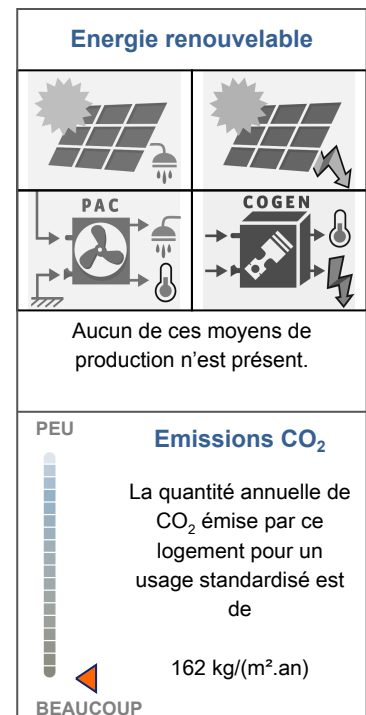 Energie renouvelable
PAC
COGEN
Aucun de ces moyens de
production n'est présent.
PEU
Emissions CO₂
La quantité annuelle de
CO₂ émise par ce
logement pour un
usage standardisé est
de
162 kg/(m².an)
BEAUCOUP